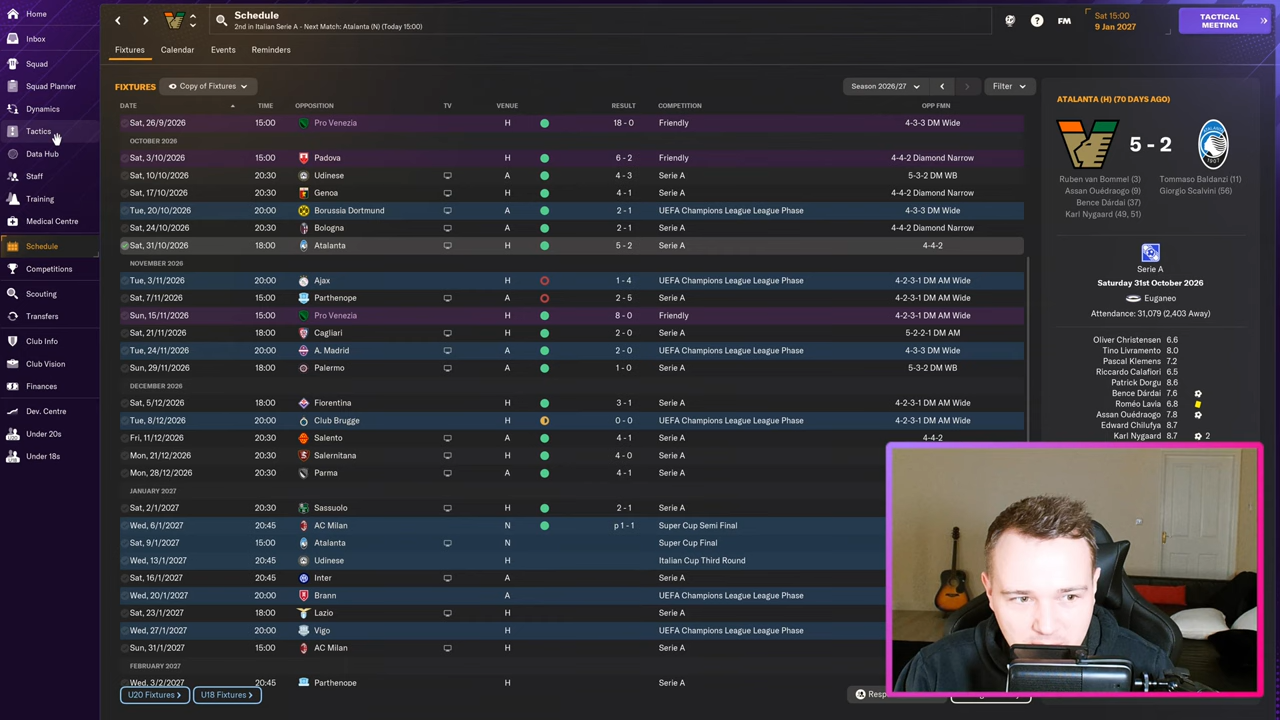 Home
Inbox
Squad
Squad Planner
Dynamics
Tactics
Data Hub
Staff
Training
Medical Centre
Schedule
Competitions
Scouting
Transfers
Club Info
Club Vision
Finances
Dev. Centre
Under 20s
Under 18s
Schedule
2nd in Italian Serie A - Next Match: Atalanta (N) (Today 15:00)
FM
Sat 15:00
9 Jan 2027
TACTICAL MEETING
Fixtures Calendar Events Reminders
FIXTURES Copy of Fixtures Season 2026/27 Filter
DATE TIME OPPOSITION TV VENUE RESULT COMPETITION OPP FMN
Sat, 26/9/2026 15:00 Pro Venezia H 18 - 0 Friendly 4-3-3 DM Wide
OCTOBER 2026
Sat, 3/10/2026 15:00 Padova H 6 - 2 Friendly 4-4-2 Diamond Narrow
Sat, 10/10/2026 20:30 Udinese A 4 - 3 Serie A 5-3-2 DM WB
Sat, 17/10/2026 20:30 Genoa H 4 - 1 Serie A 4-4-2 Diamond Narrow
Tue, 20/10/2026 20:00 Borussia Dortmund A 2 - 1 UEFA Champions League League Phase 4-3-3 DM Wide
Sat, 24/10/2026 20:30 Bologna A 2 - 1 Serie A 4-4-2 Diamond Narrow
Sat, 31/10/2026 18:00 Atalanta H 5 - 2 Serie A 4-4-2
NOVEMBER 2026
Tue, 3/11/2026 20:00 Ajax H 1 - 4 UEFA Champions League League Phase 4-2-3-1 DM AM Wide
Sat, 7/11/2026 15:00 Parthenope A 2 - 5 Serie A 4-2-3-1 DM AM Wide
Sun, 15/11/2026 15:00 Pro Venezia H 8 - 0 Friendly 4-2-3-1 DM AM Wide
Sat, 21/11/2026 18:00 Cagliari H 2 - 0 Serie A 5-2-2-1 DM AM
Tue, 24/11/2026 20:00 A. Madrid A 2 - 0 UEFA Champions League League Phase 4-3-3 DM Wide
Sun, 29/11/2026 18:00 Palermo A 1 - 0 Serie A 5-3-2 DM WB
DECEMBER 2026
Sat, 5/12/2026 18:00 Fiorentina H 3 - 1 Serie A 4-2-3-1 DM AM Wide
Tue, 8/12/2026 20:00 Club Brugge H 0 - 0 UEFA Champions League League Phase 4-2-3-1 DM AM Wide
Fri, 11/12/2026 20:30 Salento A 4 - 1 Serie A 4-4-2
Mon, 21/12/2026 20:30 Salernitana H 4 - 0 Serie A
Mon, 28/12/2026 20:30 Parma A 4 - 1 Serie A
JANUARY 2027
Sat, 2/1/2027 20:30 Sassuolo H 2 - 1 Serie A
Wed, 6/1/2027 20:45 AC Milan N p 1 - 1 Super Cup Semi Final
Sat, 9/1/2027 15:00 Atalanta N Super Cup Final
Wed, 13/1/2027 20:45 Udinese H Italian Cup Third Round
Sat, 16/1/2027 20:45 Inter A Serie A
Wed, 20/1/2027 20:00 Brann A UEFA Champions League League Phase
Sat, 23/1/2027 18:00 Lazio H Serie A
Wed, 27/1/2027 20:00 Vigo H UEFA Champions League League Phase
Sun, 31/1/2027 15:00 AC Milan H Serie A
FEBRUARY 2027
Wed, 3/2/2027 20:45 Parthenope H Serie A
U20 Fixtures U18 Fixtures
ATALANTA (H) (70 DAYS AGO)
5 - 2
Ruben van Bommel (3)
Assan Ouédraogo (9)
Bence Dárdai (37)
Karl Nygaard (49, 51)
Tommaso Baldanzi (11)
Giorgio Scalvini (56)
Serie A
Saturday 31st October 2026
Euganeo
Attendance: 31,079 (2,403 Away)
Oliver Christensen 6.6
Tino Livramento 8.0
Pascal Klemens 7.2
Riccardo Calafiori 6.5
Patrick Dorgu 8.6
Bence Dárdai 7.6
Roméo Lavia 6.8
Assan Ouédraogo 7.8
Edward Chilufya 8.7
Karl Nygaard 8.7 2